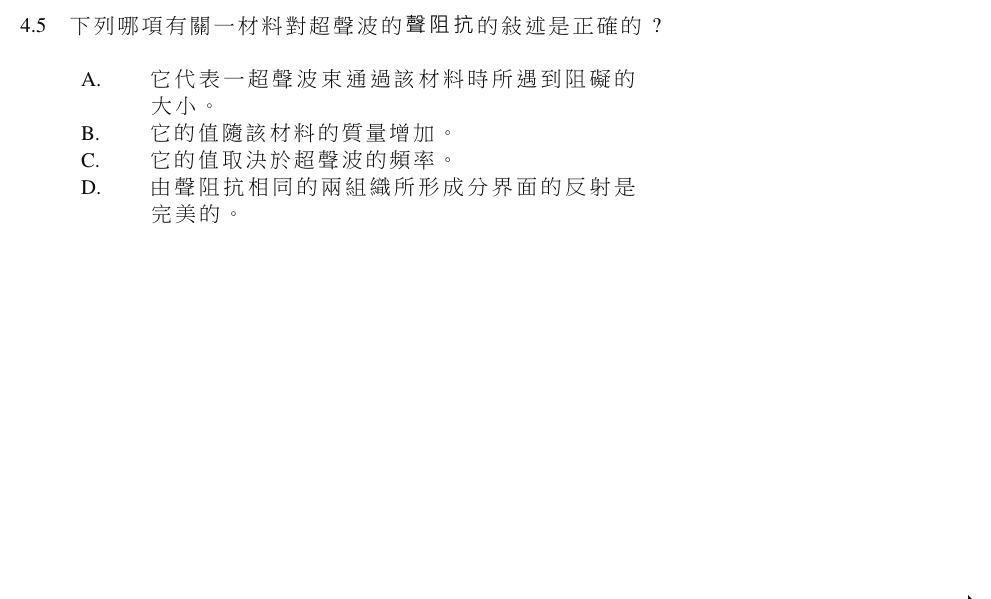 4.5 下列哪項有關一材料對超聲波的聲阻抗的敍述是正確的？
A. 它代表一超聲波束通過該材料時所遇到阻礙的
大小。
B. 它的值隨該材料的質量增加。
C. 它的值取決於超聲波的頻率。
D. 由聲阻抗相同的兩組織所形成分界面的反射是
完美的。